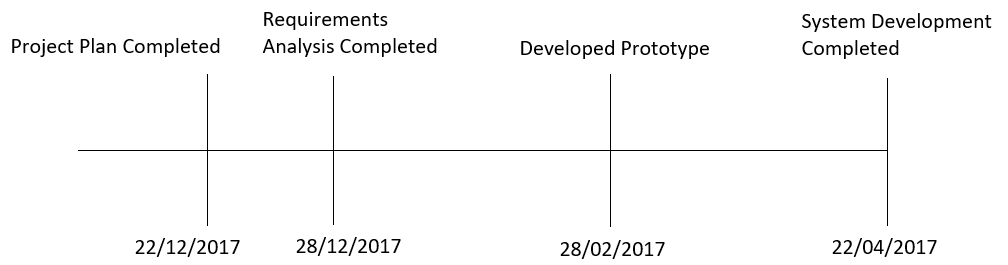 Project Plan Completed
Requirements
Analysis Completed
Developed Prototype
System Development
Completed
22/12/2017
28/12/2017
28/02/2017
22/04/2017